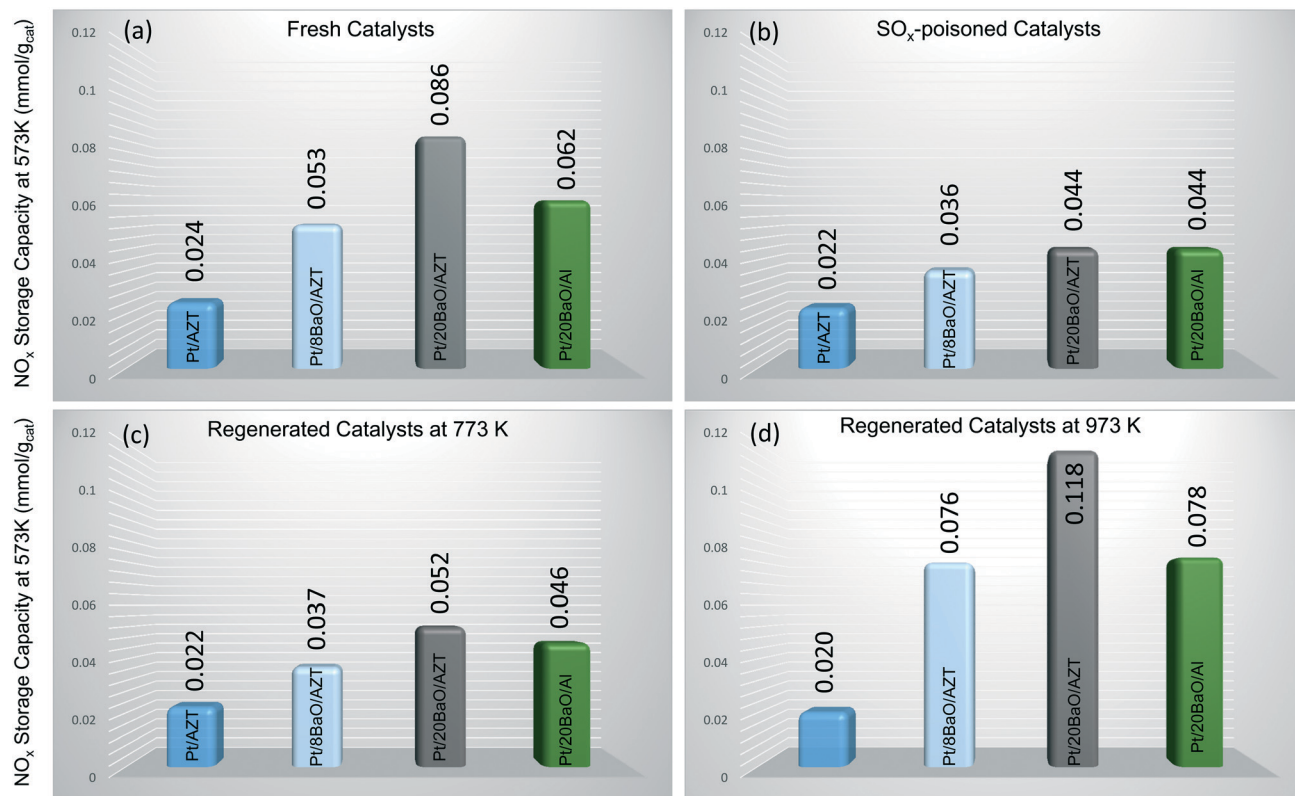 (a)
Fresh Catalysts
NOx Storage Capacity at 573K (mmol/gcat)
0.12
0.1
0.08
0.06
0.04
0.02
0
0.024
0.053
0.086
0.062
Pt/AZT
Pt/8BaO/AZT
Pt/20BaO/AZT
Pt/20BaO/Al
(b)
SOx-poisoned Catalysts
0.12
0.1
0.08
0.06
0.04
0.02
0
0.022
0.036
0.044
0.044
Pt/AZT
Pt/8BaO/AZT
Pt/20BaO/AZT
Pt/20BaO/Al
(c)
Regenerated Catalysts at 773 K
NOx Storage Capacity at 573K (mmol/gcat)
0.12
0.1
0.08
0.06
0.04
0.02
0
0.022
0.037
0.052
0.046
Pt/AZT
Pt/8BaO/AZT
Pt/20BaO/AZT
Pt/20BaO/Al
(d)
Regenerated Catalysts at 973 K
0.12
0.1
0.08
0.06
0.04
0.02
0
0.020
0.076
0.118
0.078
Pt/8BaO/AZT
Pt/20BaO/AZT
Pt/20BaO/Al